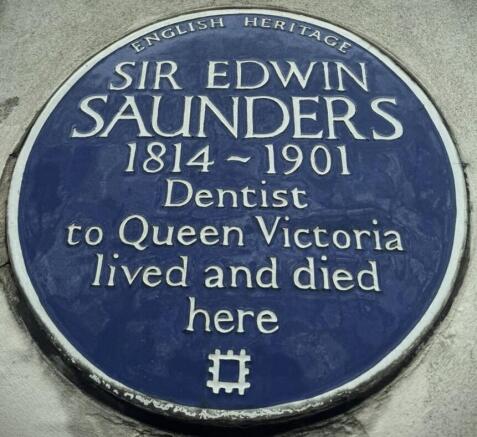 ENGLISH HERITAGE
SIR EDWIN
SAUNDERS
1814 ~ 1901
Dentist
to Queen Victoria
lived and died
here